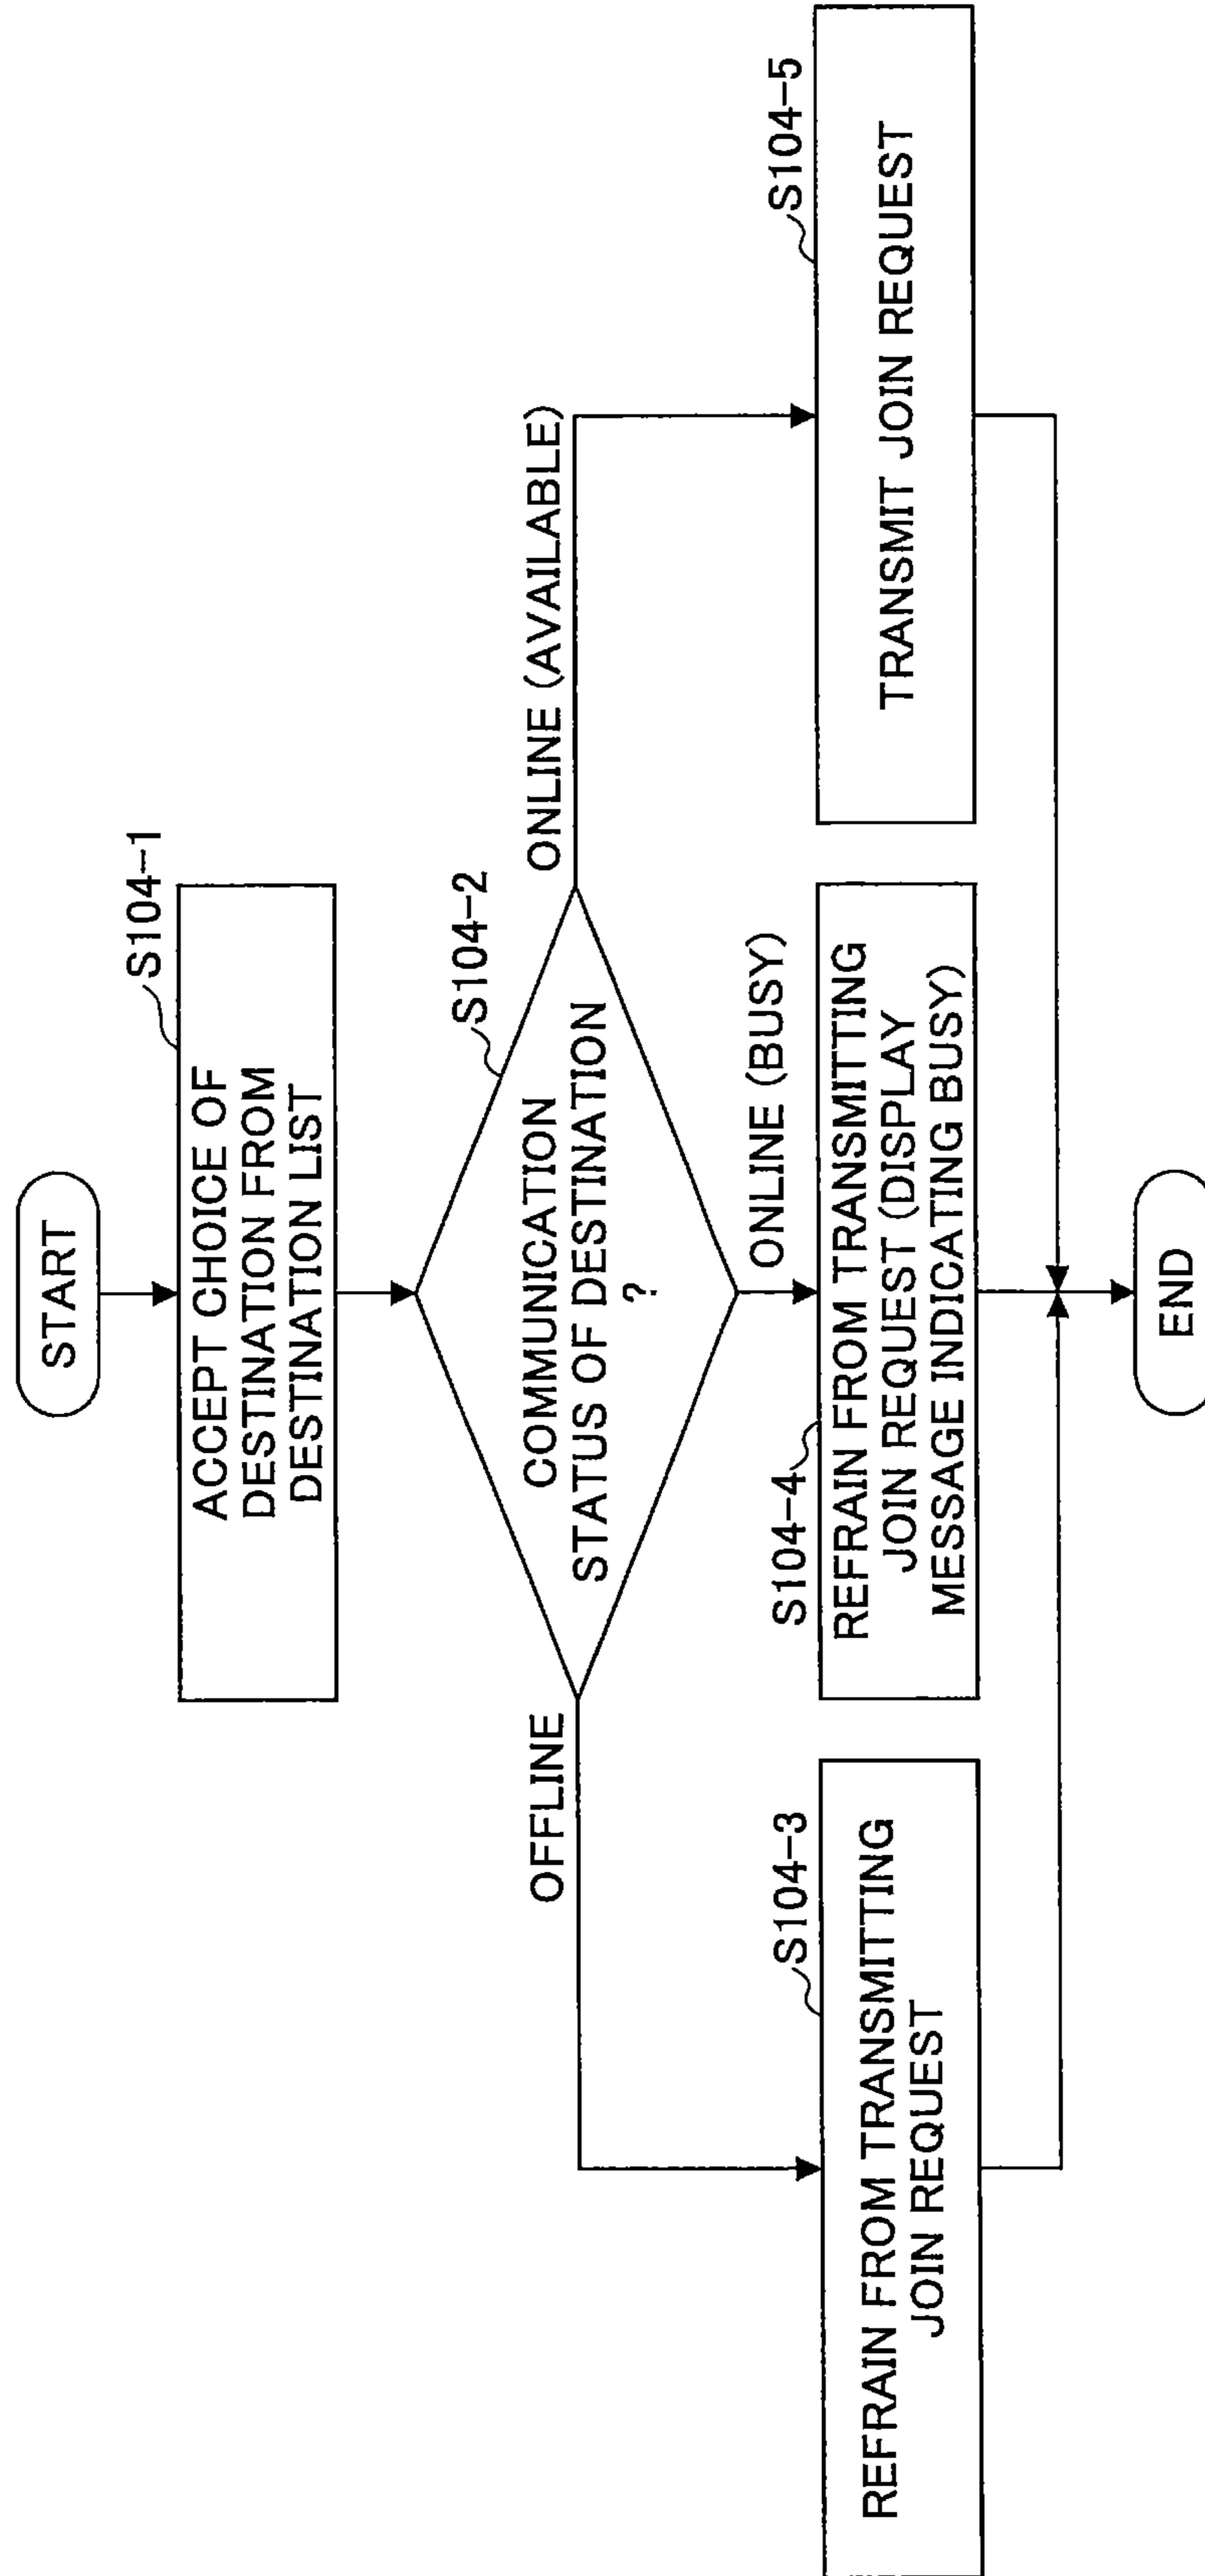 START
S104-1
ACCEPT CHOICE OF
DESTINATION FROM
DESTINATION LIST
S104-2
COMMUNICATION
STATUS OF DESTINATION
?
OFFLINE
ONLINE (AVAILABLE)
ONLINE (BUSY)
S104-3
REFRAIN FROM TRANSMITTING
JOIN REQUEST
S104-4
REFRAIN FROM TRANSMITTING
JOIN REQUEST (DISPLAY
MESSAGE INDICATING BUSY)
S104-5
TRANSMIT JOIN REQUEST
END